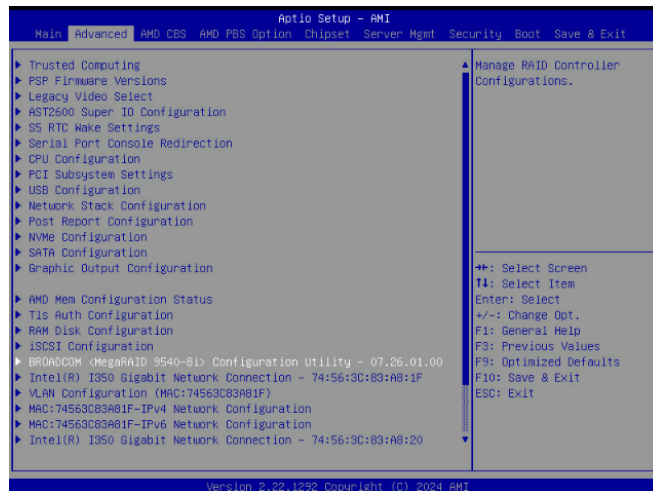 Aptio Setup - AMI
Main Advanced AMD CBS AMD PBS Option Chipset Server Mgmt Security Boot Save & Exit
Trusted Computing
PSP Firmware Versions
Legacy Video Select
AST2600 Super IO Configuration
S5 RTC Wake Settings
Serial Port Console Redirection
CPU Configuration
PCI Subsystem Settings
USB Configuration
Network Stack Configuration
Post Report Configuration
NVMe Configuration
SATA Configuration
Graphic Output Configuration
AMD Mem Configuration Status
Tls Auth Configuration
RAM Disk Configuration
iSCSI Configuration
BROADCOM <MegaRAID 9540-8i> Configuration Utility - 07.26.01.00
Intel(R) I350 Gigabit Network Connection - 74:56:3C:83:A8:1F
VLAN Configuration (MAC:74563C83A81F)
MAC:74563C83A81F-IPv4 Network Configuration
MAC:74563C83A81F-IPv6 Network Configuration
Intel(R) I350 Gigabit Network Connection - 74:56:3C:83:A8:20
Manage RAID Controller
Configurations.
→←: Select Screen
↑↓: Select Item
Enter: Select
+/-: Change Opt.
F1: General Help
F3: Previous Values
F9: Optimized Defaults
F10: Save & Exit
ESC: Exit
Version 2.22.1292 Copyright (C) 2024 AMI